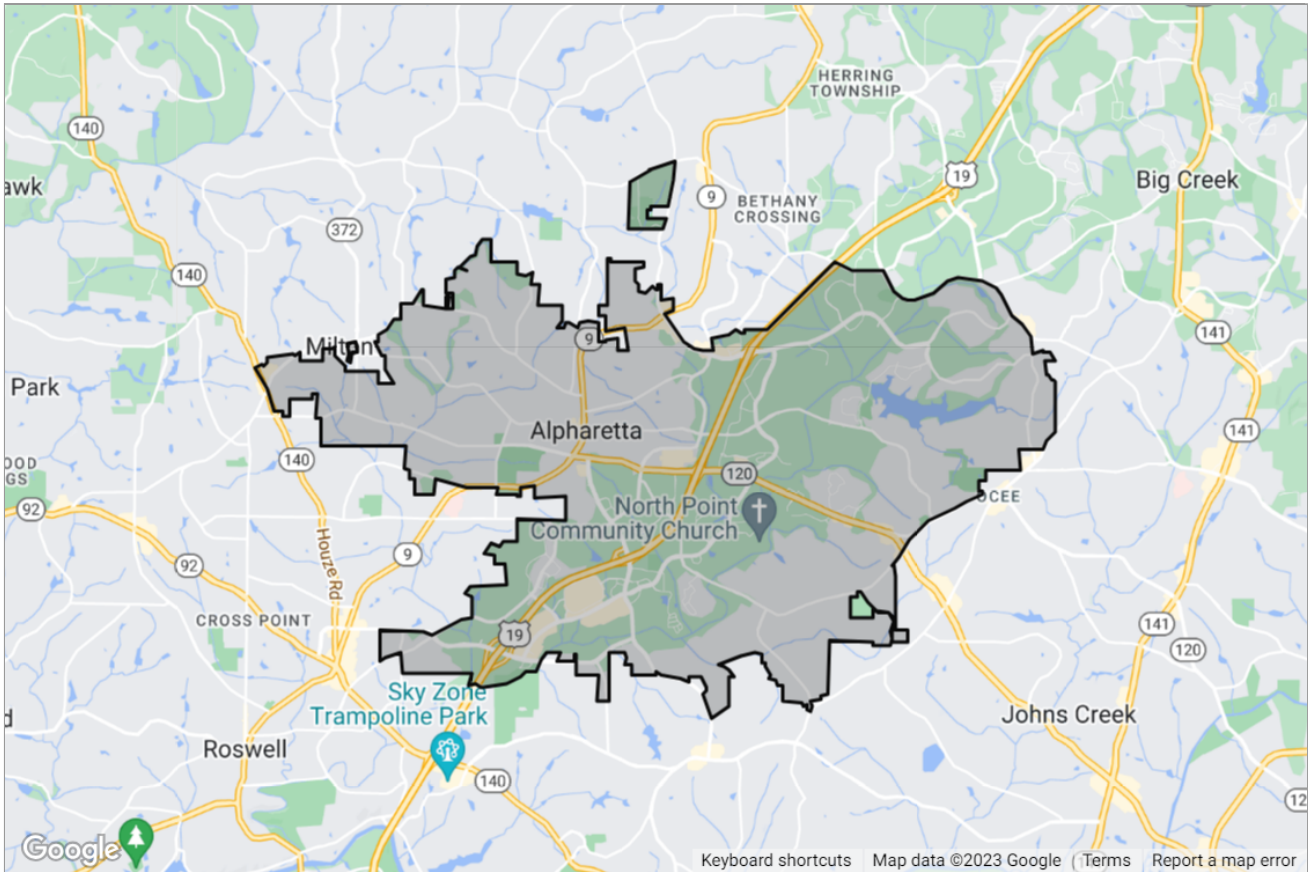 HERRING
TOWNSHIP
140
19
Big Creek
awk
9
BETHANY
CROSSING
372
140
141
9
Milton
Park
Alpharetta
141
140
120
OOD
GS
North Point
Community Church
OCEE
92
Houze Rd
9
92
CROSS POINT
19
141
120
Sky Zone
Trampoline Park
Johns Creek
d
Roswell
140
12
Google
Keyboard shortcuts
Map data ©2023 Google
Terms
Report a map error